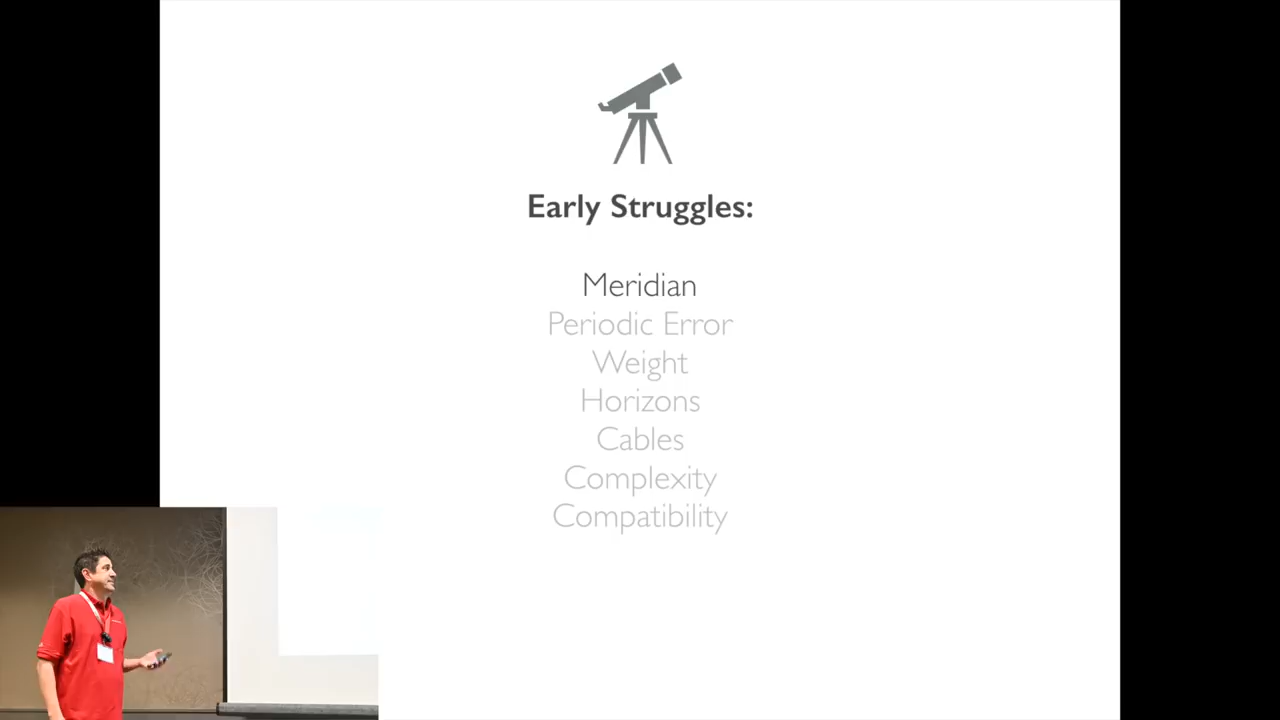 Early Struggles:
Meridian
Periodic Error
Weight
Horizons
Cables
Complexity
Compatibility